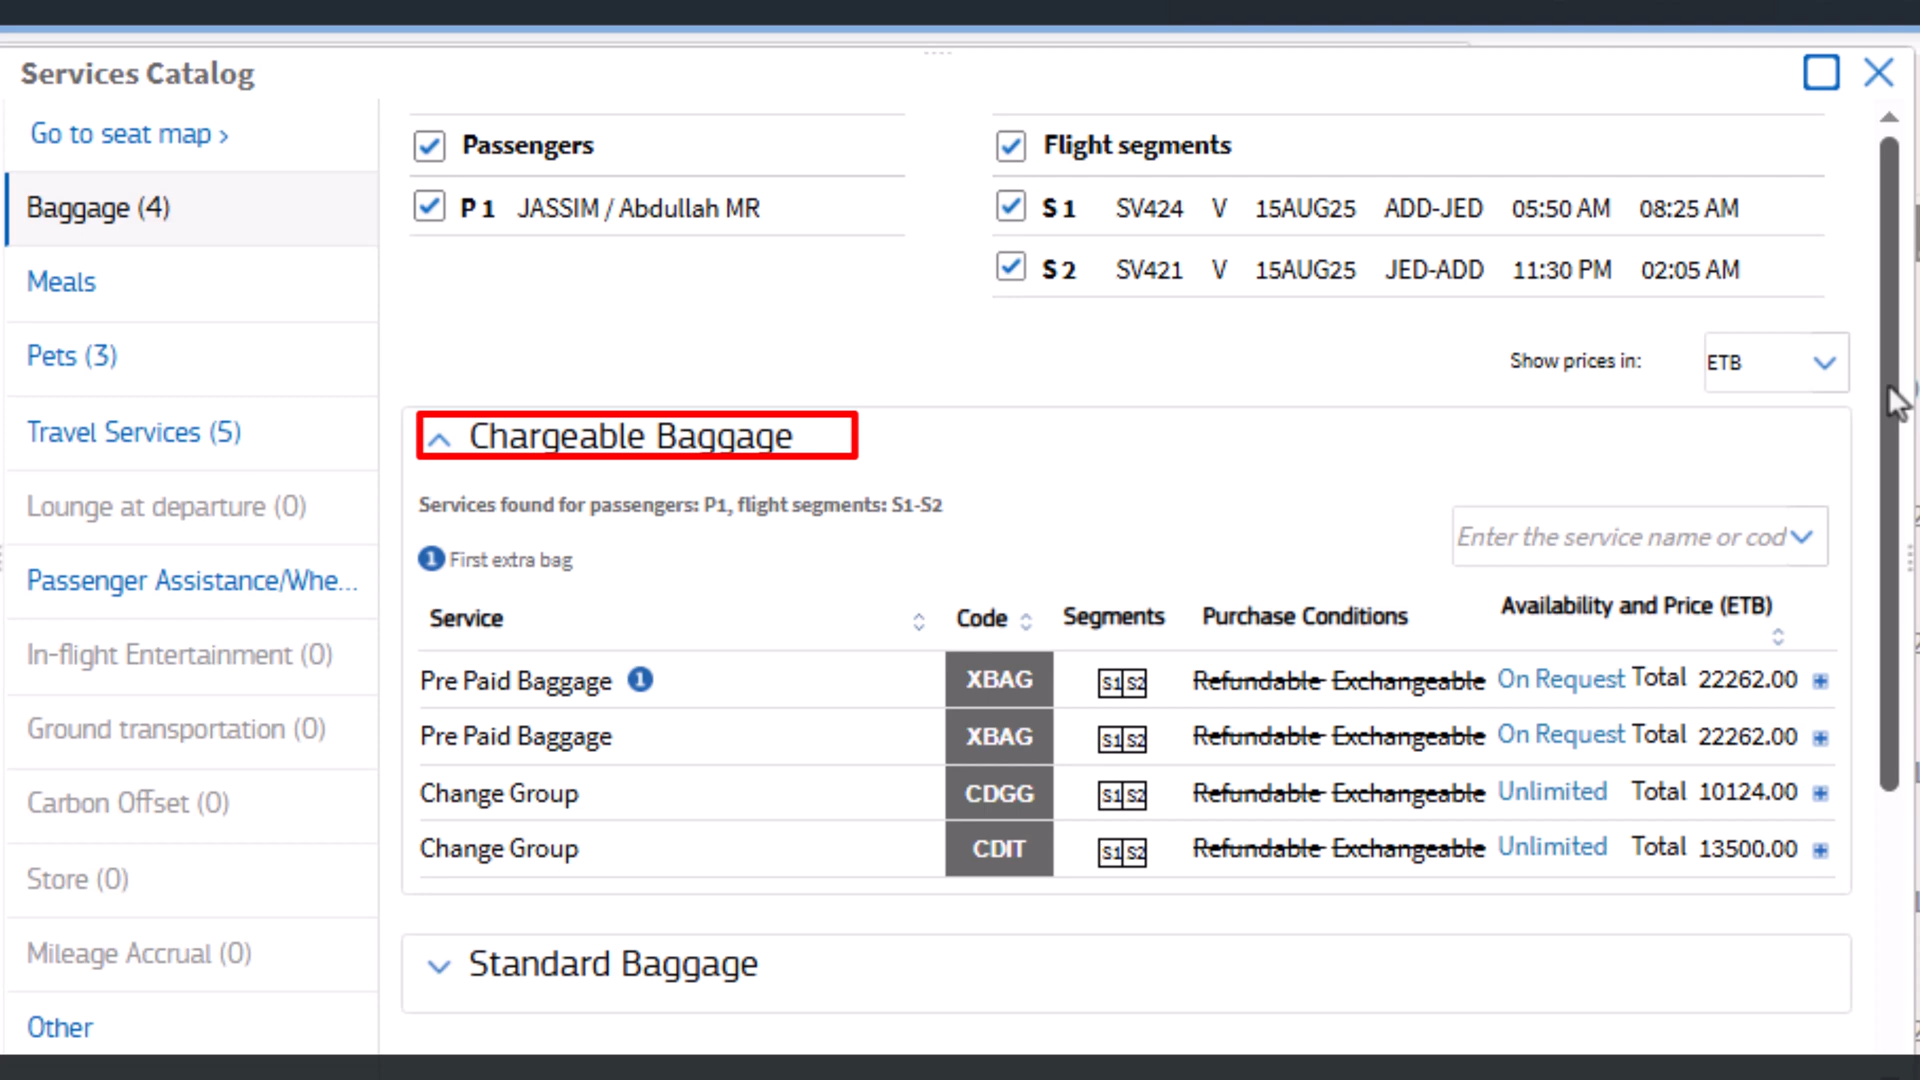 Services Catalog
Go to seat map ›
Baggage (4)
Meals
Pets (3)
Travel Services (5)
Lounge at departure (0)
Passenger Assistance/Whe...
In-flight Entertainment (0)
Ground transportation (0)
Carbon Offset (0)
Store (0)
Mileage Accrual (0)
Other
Passengers
P 1 JASSIM / Abdullah MR
Flight segments
S 1 SV424 V 15AUG25 ADD-JED 05:50 AM 08:25 AM
S 2 SV421 V 15AUG25 JED-ADD 11:30 PM 02:05 AM
Show prices in: ETB
Chargeable Baggage
Services found for passengers: P1, flight segments: S1-S2
Enter the service name or cod
1 First extra bag
Service Code Segments Purchase Conditions Availability and Price (ETB)
Pre Paid Baggage 1 XBAG S1 S2 Refundable Exchangeable On Request Total 22262.00
Pre Paid Baggage XBAG S1 S2 Refundable Exchangeable On Request Total 22262.00
Change Group CDGG S1 S2 Refundable Exchangeable Unlimited Total 10124.00
Change Group CDIT S1 S2 Refundable Exchangeable Unlimited Total 13500.00
Standard Baggage